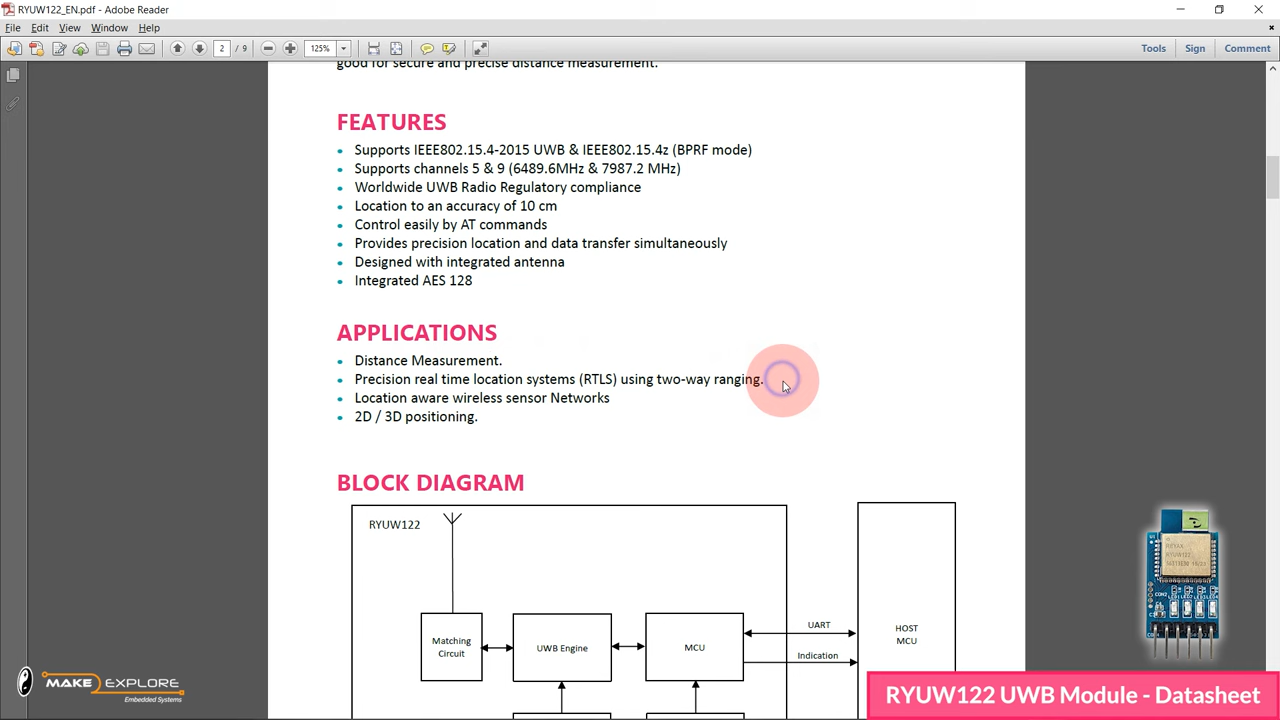 RYUW122_EN.pdf - Adobe Reader
File Edit View Window Help
2 / 9 125% Tools Sign Comment
good for secure and precise distance measurement.
FEATURES
• Supports IEEE802.15.4-2015 UWB & IEEE802.15.4z (BPRF mode)
• Supports channels 5 & 9 (6489.6MHz & 7987.2 MHz)
• Worldwide UWB Radio Regulatory compliance
• Location to an accuracy of 10 cm
• Control easily by AT commands
• Provides precision location and data transfer simultaneously
• Designed with integrated antenna
• Integrated AES 128
APPLICATIONS
• Distance Measurement.
• Precision real time location systems (RTLS) using two-way ranging.
• Location aware wireless sensor Networks
• 2D / 3D positioning.
BLOCK DIAGRAM
RYUW122
Matching
Circuit
UWB Engine
MCU
UART
Indication
HOST
MCU
RYUW122
MAKE2EXPLORE
Embedded Systems
RYUW122 UWB Module - Datasheet